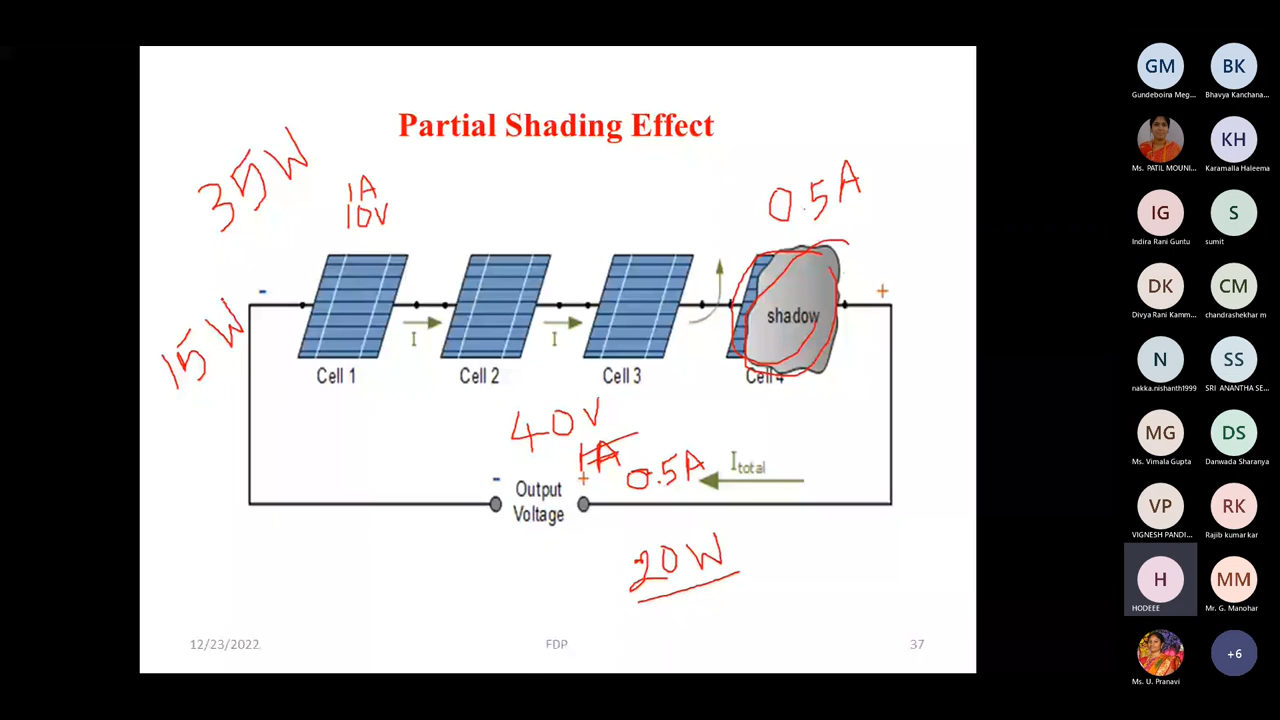 Partial Shading Effect
35W
1A
10V
0.5A
-
+
shadow
15W
I
I
Cell 1
Cell 2
Cell 3
Cell 4
40V
1A
0.5A
I total
-
+
Output
Voltage
20W
12/23/2022
FDP
37
GM
BK
Gundeboina Meg...
Bhavya Kanchana...
KH
Ms. PATIL MOUNI...
Karamalla Haleema
IG
S
Indira Rani Guntu
sumit
DK
CM
Divya Rani Kamm...
chandrashekhar m
N
SS
nakka.nishanth1999
SRI ANANTHA SE...
MG
DS
Ms. Vimala Gupta
Danwada Sharanya
VP
RK
VIGNESH PANDI...
Rajib kumar kar
H
MM
HODEEE
Mr. G. Manohar
+6
Ms. U. Pranavi